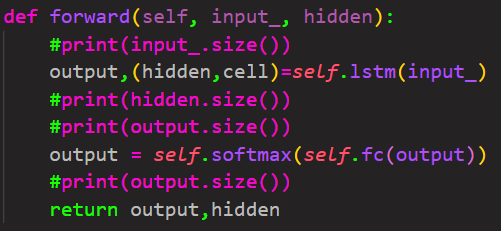 def forward(self, input_, hidden):
    #print(input_.size())
    output,(hidden,cell)=self.lstm(input_)
    #print(hidden.size())
    #print(output.size())
    output = self.softmax(self.fc(output))
    #print(output.size())
    return output,hidden